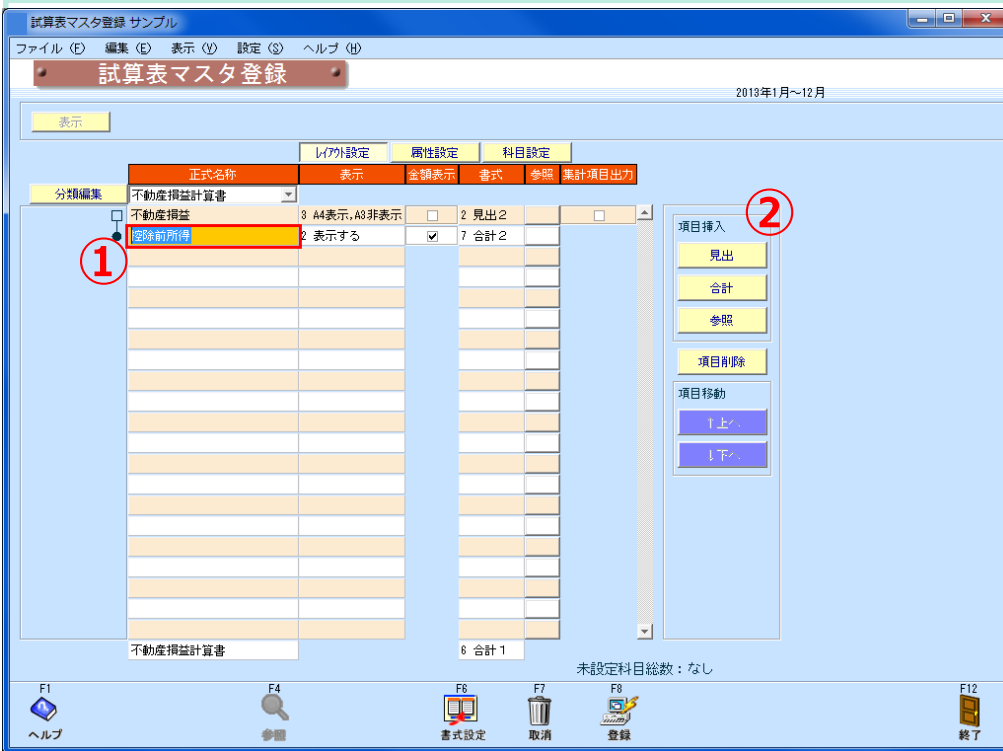 試算表マスタ登録 サンプル
ファイル (F) 編集 (E) 表示 (V) 設定 (S) ヘルプ (H)
試算表マスタ登録
2013年1月～12月
表示
ﾚｲｱｳﾄ設定 属性設定 科目設定
正式名称 表示 金額表示 書式 参照 集計項目出力
分類編集 不動産損益計算書
不動産損益 3 A4表示,A3非表示 2 見出2
控除前所得 2 表示する 7 合計2
①
②
項目挿入
見出
合計
参照
項目削除
項目移動
↑上へ
↓下へ
不動産損益計算書 6 合計1
未設定科目総数：なし
F1 F4 F6 F7 F8 F12
ヘルプ 参照 書式設定 取消 登録 終了